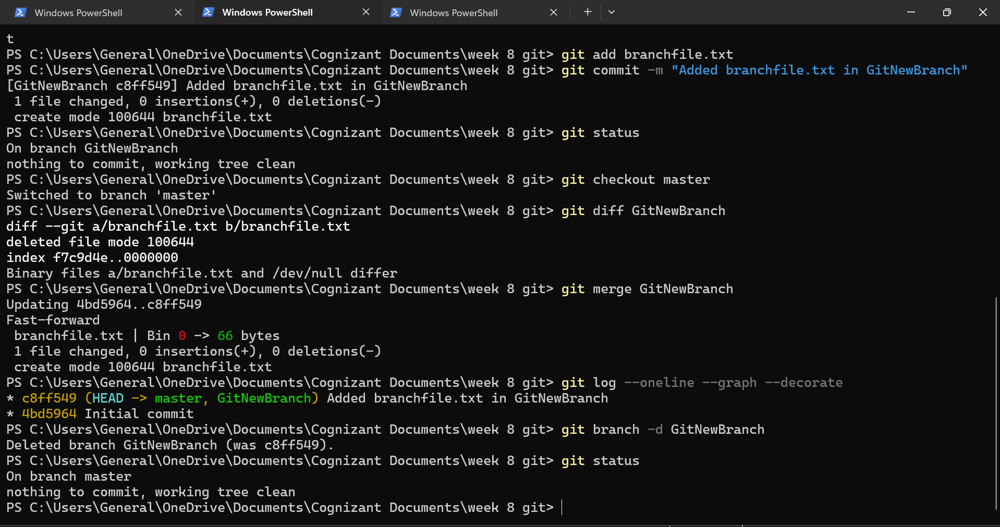 Windows PowerShell
Windows PowerShell
Windows PowerShell
t
PS C:\Users\General\OneDrive\Documents\Cognizant Documents\week 8 git> git add branchfile.txt
PS C:\Users\General\OneDrive\Documents\Cognizant Documents\week 8 git> git commit -m "Added branchfile.txt in GitNewBranch"
[GitNewBranch c8ff549] Added branchfile.txt in GitNewBranch
 1 file changed, 0 insertions(+), 0 deletions(-)
 create mode 100644 branchfile.txt
PS C:\Users\General\OneDrive\Documents\Cognizant Documents\week 8 git> git status
On branch GitNewBranch
nothing to commit, working tree clean
PS C:\Users\General\OneDrive\Documents\Cognizant Documents\week 8 git> git checkout master
Switched to branch 'master'
PS C:\Users\General\OneDrive\Documents\Cognizant Documents\week 8 git> git diff GitNewBranch
diff --git a/branchfile.txt b/branchfile.txt
deleted file mode 100644
index f7c9d4e..0000000
Binary files a/branchfile.txt and /dev/null differ
PS C:\Users\General\OneDrive\Documents\Cognizant Documents\week 8 git> git merge GitNewBranch
Updating 4bd5964..c8ff549
Fast-forward
 branchfile.txt | Bin 0 -> 66 bytes
 1 file changed, 0 insertions(+), 0 deletions(-)
 create mode 100644 branchfile.txt
PS C:\Users\General\OneDrive\Documents\Cognizant Documents\week 8 git> git log --oneline --graph --decorate
* c8ff549 (HEAD -> master, GitNewBranch) Added branchfile.txt in GitNewBranch
* 4bd5964 Initial commit
PS C:\Users\General\OneDrive\Documents\Cognizant Documents\week 8 git> git branch -d GitNewBranch
Deleted branch GitNewBranch (was c8ff549).
PS C:\Users\General\OneDrive\Documents\Cognizant Documents\week 8 git> git status
On branch master
nothing to commit, working tree clean
PS C:\Users\General\OneDrive\Documents\Cognizant Documents\week 8 git>